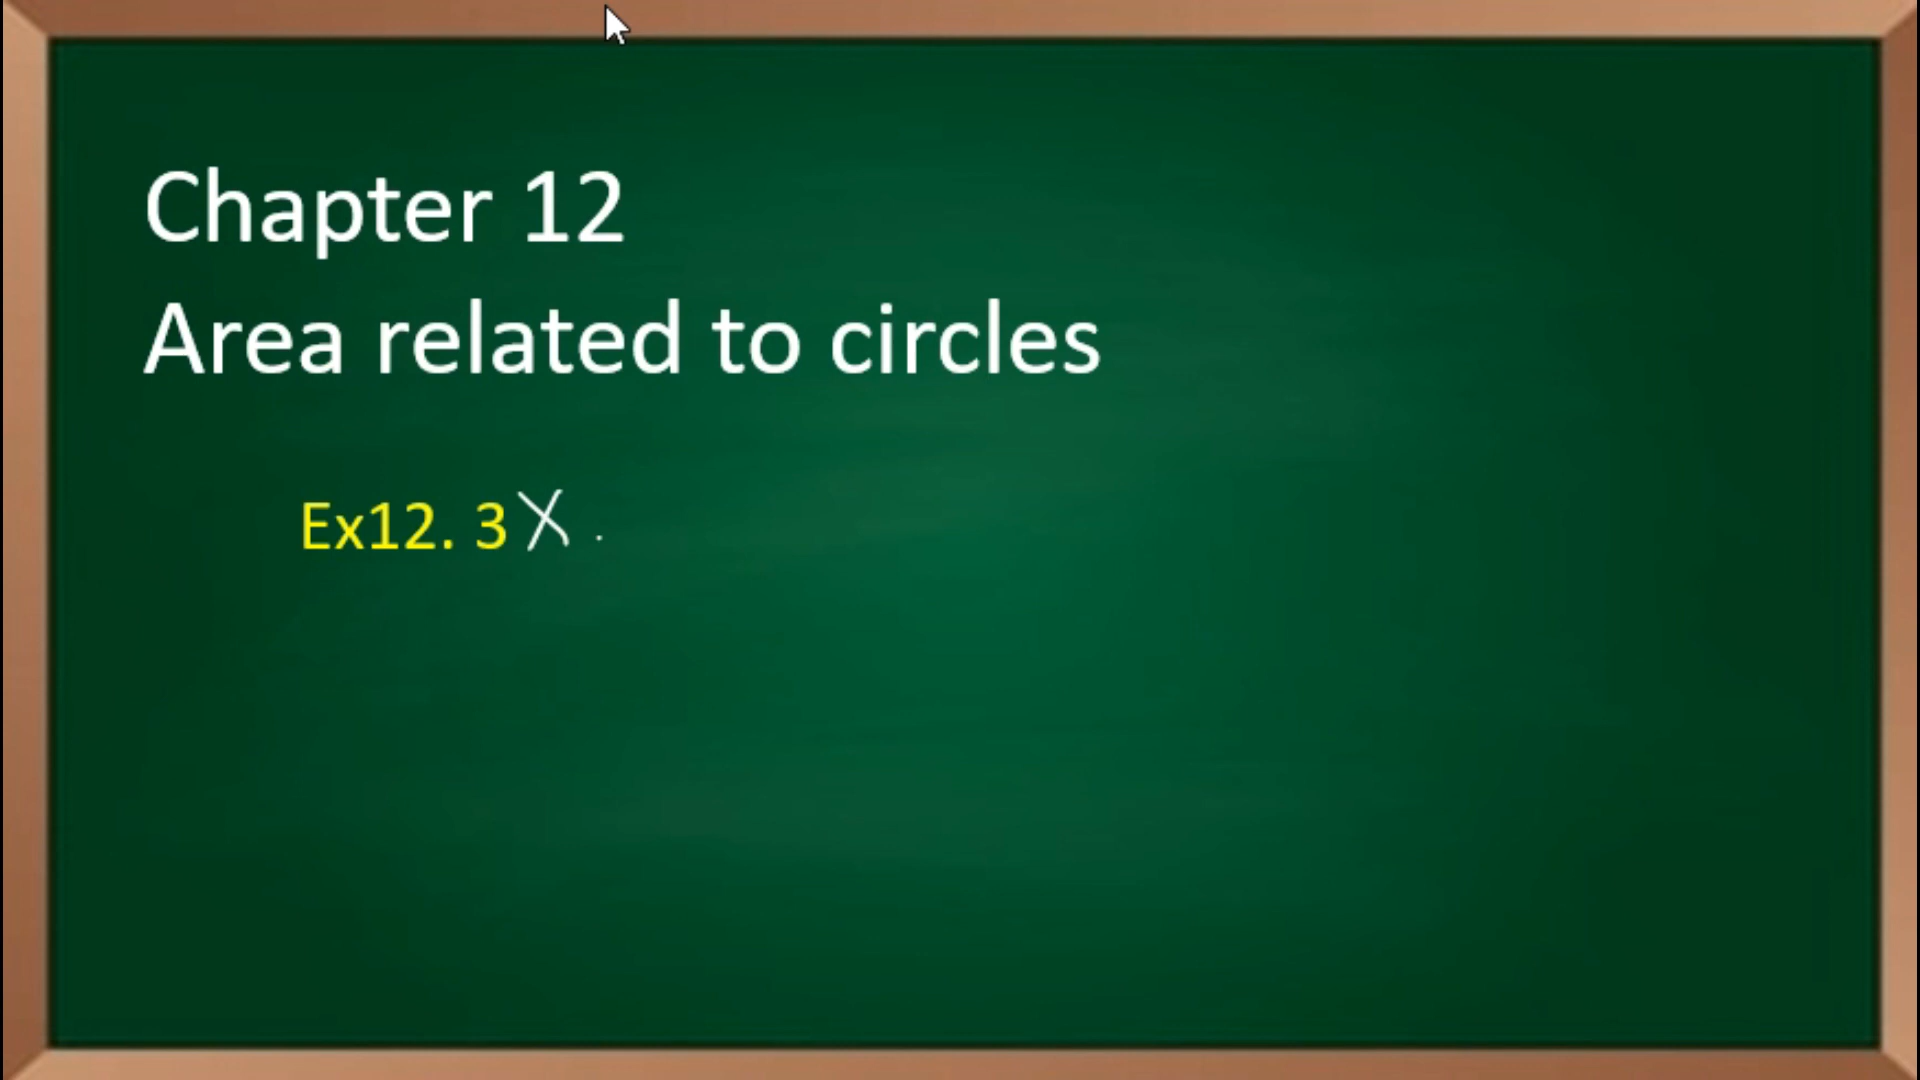 Chapter 12
Area related to circles
Ex12. 3 X .